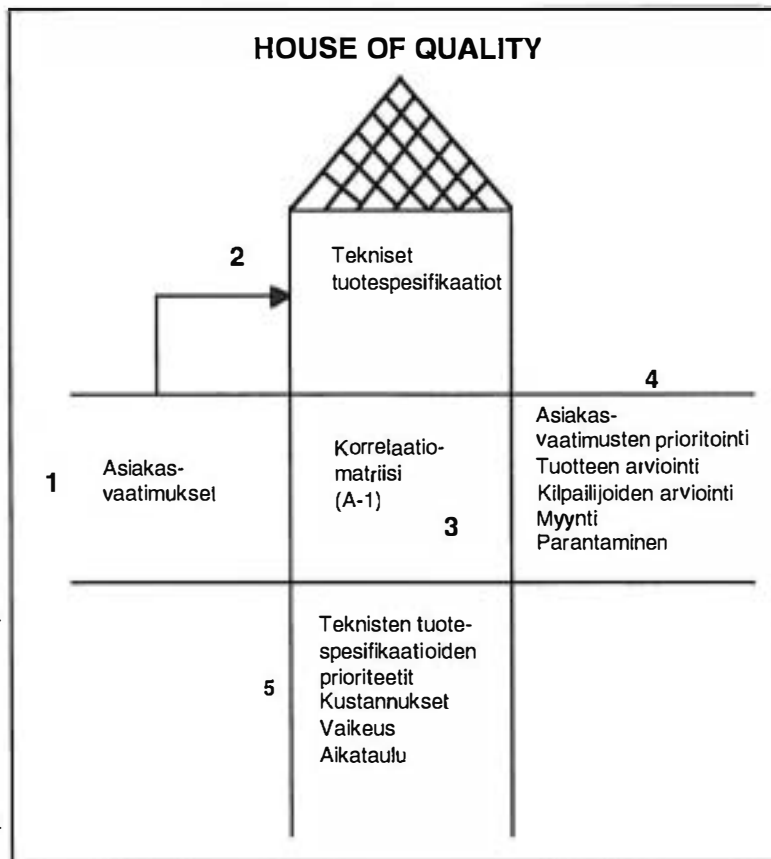 HOUSE OF QUALITY
2
Tekniset
tuotespesifikaatiot
4
1
Asiakas-
vaatimukset
Korrelaatio-
matriisi
(A-1)
3
Asiakas-
vaatimusten prioritointi
Tuotteen arviointi
Kilpailijoiden arviointi
Myynti
Parantaminen
5
Teknisten tuote-
spesifikaatioiden
prioriteetit
Kustannukset
Vaikeus
Aikataulu